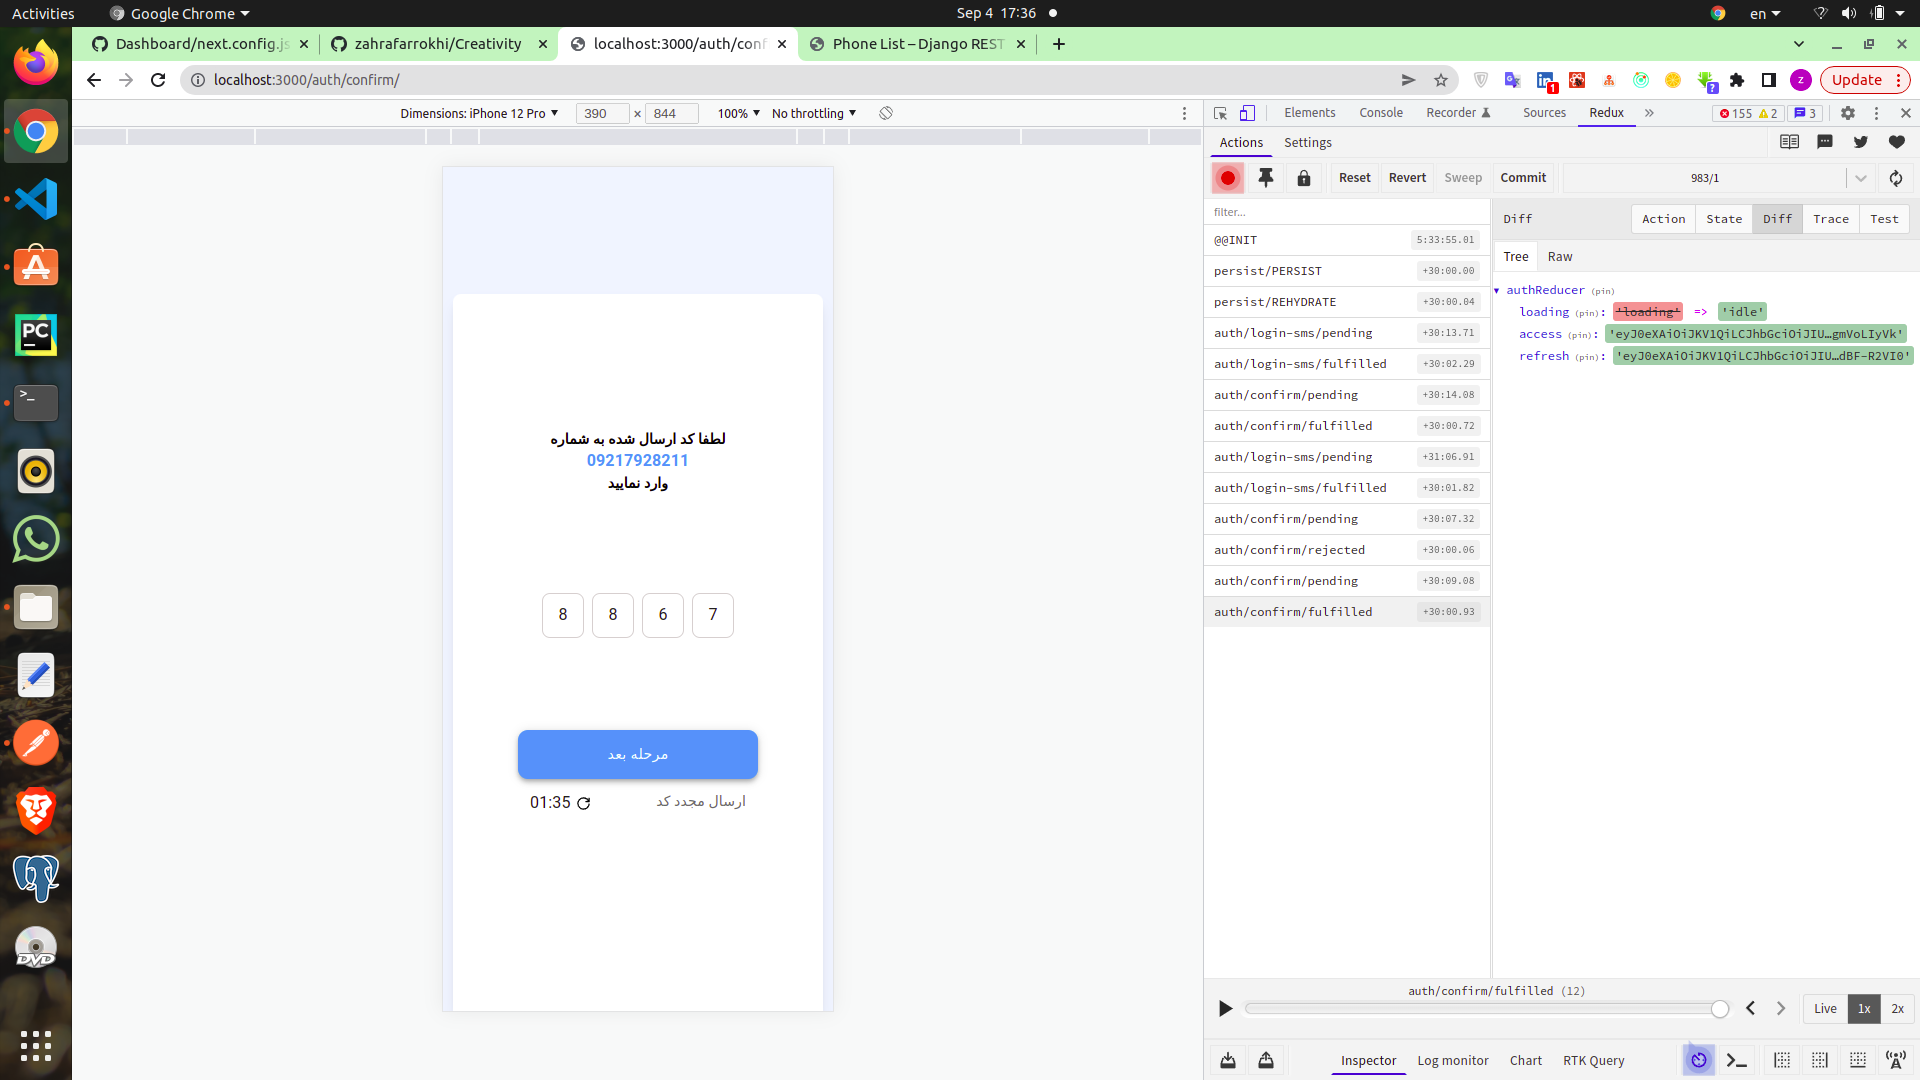 Activities
Google Chrome
Sep 4 17:36
en
Dashboard/next.config.js
zahrafarrokhi/Creativity
localhost:3000/auth/conf
Phone List – Django REST
localhost:3000/auth/confirm/
1
?
z
Update
Dimensions: iPhone 12 Pro
390 × 844
100%
No throttling
Elements
Console
Recorder
Sources
Redux
»
155
2
3
Actions
Settings
Reset
Revert
Sweep
Commit
983/1
filter...
@@INIT 5:33:55.01
persist/PERSIST +30:00.00
persist/REHYDRATE +30:00.04
auth/login-sms/pending +30:13.71
auth/login-sms/fulfilled +30:02.29
auth/confirm/pending +30:14.08
auth/confirm/fulfilled +30:00.72
auth/login-sms/pending +31:06.91
auth/login-sms/fulfilled +30:01.82
auth/confirm/pending +30:07.32
auth/confirm/rejected +30:00.06
auth/confirm/pending +30:09.08
auth/confirm/fulfilled +30:00.93
Diff
Action
State
Diff
Trace
Test
Tree
Raw
authReducer (pin)
loading (pin): 'loading' => 'idle'
access (pin): 'eyJ0eXAiOiJKV1QiLCJhbGciOiJIU…gmVoLIyVk'
refresh (pin): 'eyJ0eXAiOiJKV1QiLCJhbGciOiJIU…dBF-R2VI0'
لطفا کد ارسال شده به شماره
09217928211
وارد نمایید
8 8 6 7
مرحله بعد
01:35
ارسال مجدد کد
auth/confirm/fulfilled (12)
Live
1x
2x
Inspector
Log monitor
Chart
RTK Query
PC
>_
DVD